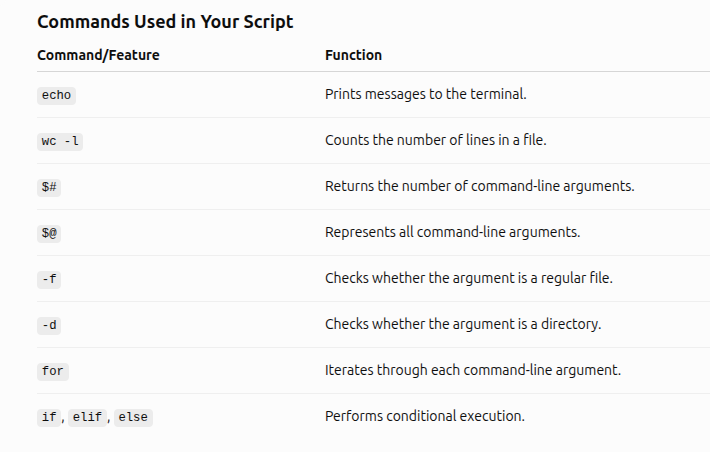 Commands Used in Your Script
Command/Feature Function
echo Prints messages to the terminal.
wc -l Counts the number of lines in a file.
$# Returns the number of command-line arguments.
$@ Represents all command-line arguments.
-f Checks whether the argument is a regular file.
-d Checks whether the argument is a directory.
for Iterates through each command-line argument.
if, elif, else Performs conditional execution.